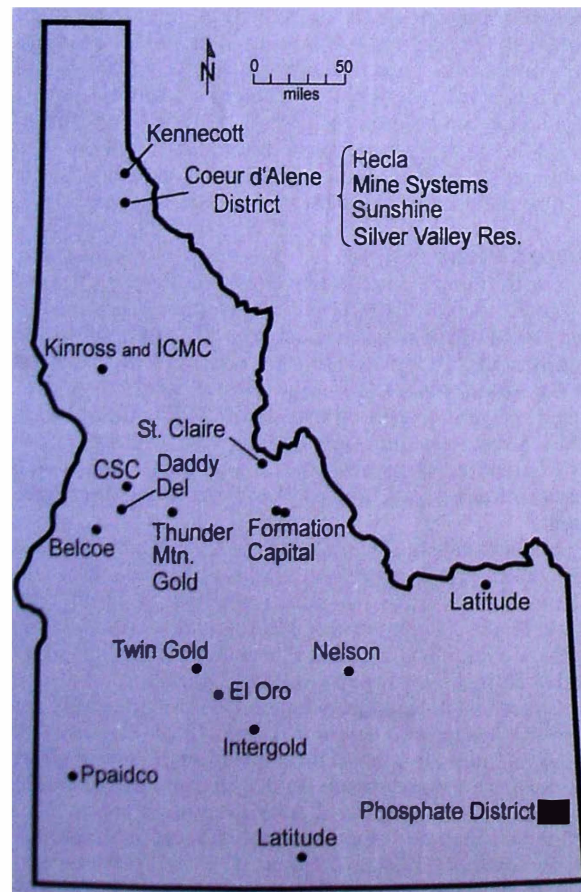 N
0 50
miles
Kennecott
Coeur d'Alene
District
Hecla
Mine Systems
Sunshine
Silver Valley Res.
Kinross and ICMC
St. Claire
CSC
Daddy
Del
Belcoe
Thunder
Mtn.
Gold
Formation
Capital
Latitude
Twin Gold
Nelson
El Oro
Intergold
Ppaidco
Phosphate District
Latitude